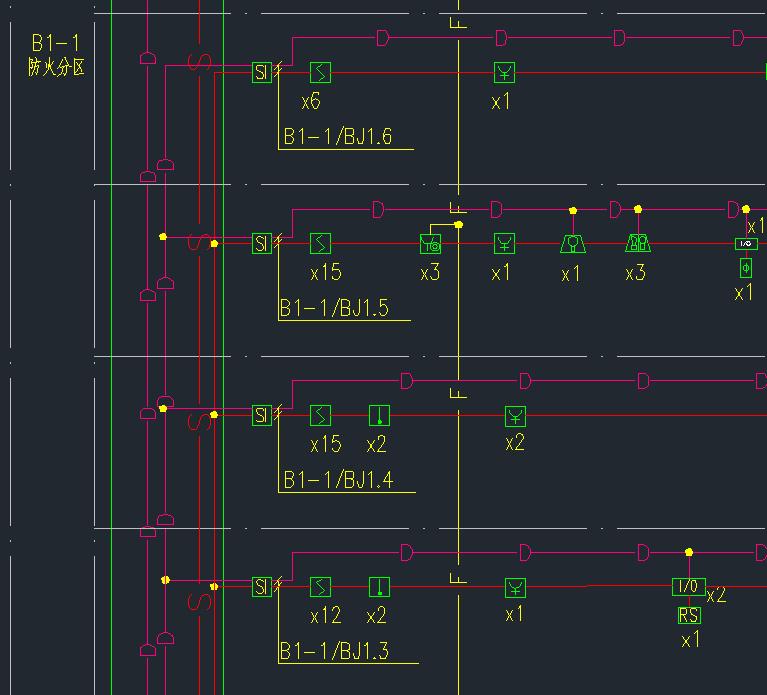 B1-1
防火分区
D D D D
F
S
SI
x6
x1
B1-1/BJ1.6
D D D D
F
S
SI
x1
I/O
x15
x3
x1
x1
x3
x1
B1-1/BJ1.5
D D D D
F
S
SI
x15
x2
x2
B1-1/BJ1.4
D D D D
F
S
SI
I/O
x2
x12
x2
x1
RS
x1
B1-1/BJ1.3